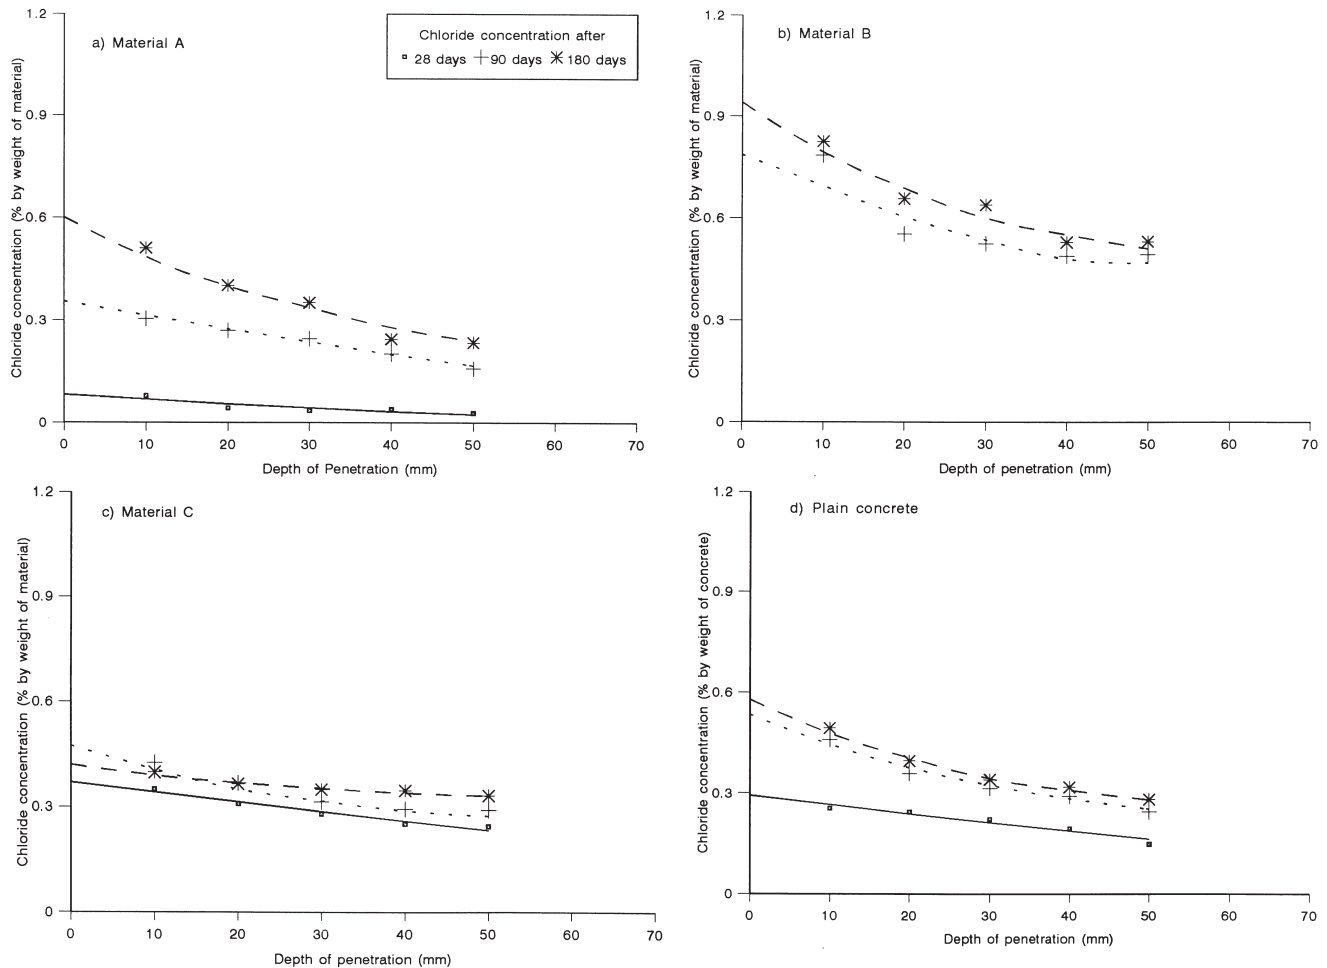 a) Material A
Chloride concentration after
28 days 90 days 180 days
Chloride concentration (% by weight of material)
1.2
0.9
0.6
0.3
0
0 10 20 30 40 50 60 70
Depth of Penetration (mm)
b) Material B
Chloride concentration (% by weight of material)
1.2
0.9
0.6
0.3
0
0 10 20 30 40 50 60 70
Depth of penetration (mm)
c) Material C
Chloride concentration (% by weight of material)
1.2
0.9
0.6
0.3
0
0 10 20 30 40 50 60 70
Depth of penetration (mm)
d) Plain concrete
Chloride concentration (% by weight of concrete)
1.2
0.9
0.6
0.3
0
0 10 20 30 40 50 60 70
Depth of penetration (mm)